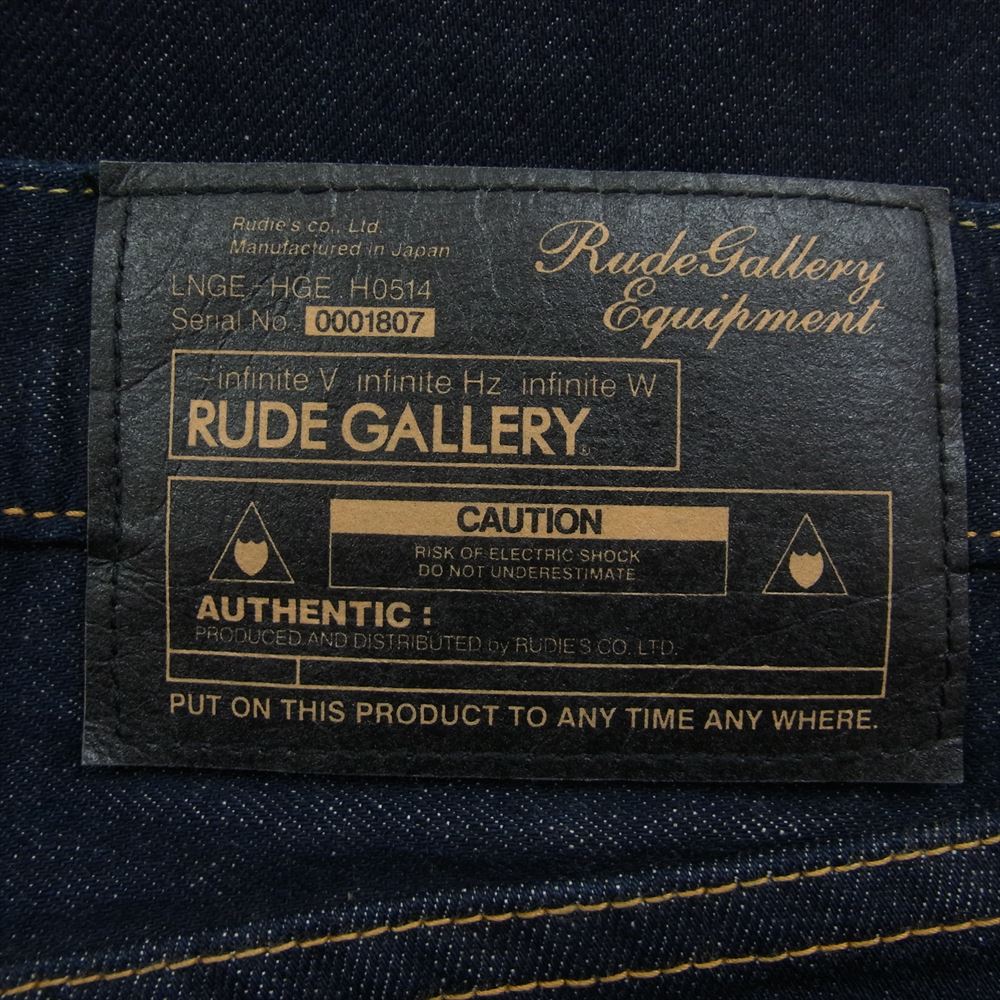 Rudie's co., Ltd.
Manufactured in Japan
LNGE-HGE H0514
Serial No. 0001807
Rude Gallery
Equipment
~infinite V infinite Hz infinite W
RUDE GALLERY®
CAUTION
RISK OF ELECTRIC SHOCK
DO NOT UNDERESTIMATE
AUTHENTIC :
PRODUCED AND DISTRIBUTED by RUDIE'S CO. LTD.
PUT ON THIS PRODUCT TO ANY TIME ANY WHERE.